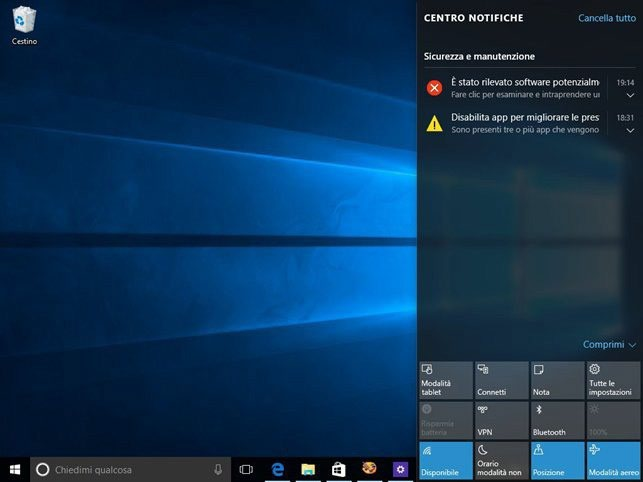 Cestino
CENTRO NOTIFICHE
Cancella tutto
Sicurezza e manutenzione
È stato rilevato software potenzialm
19:14
Fare clic per esaminare e intraprendere u
Disabilita app per migliorare le pres
18:31
Sono presenti tre o più app che vengono
Comprimi
Modalità
tablet
Connetti
Nota
Tutte le
impostazioni
Risparmia
batteria
VPN
Bluetooth
100%
Disponibile
Orario
modalità non
Posizione
Modalità aereo
Chiedimi qualcosa